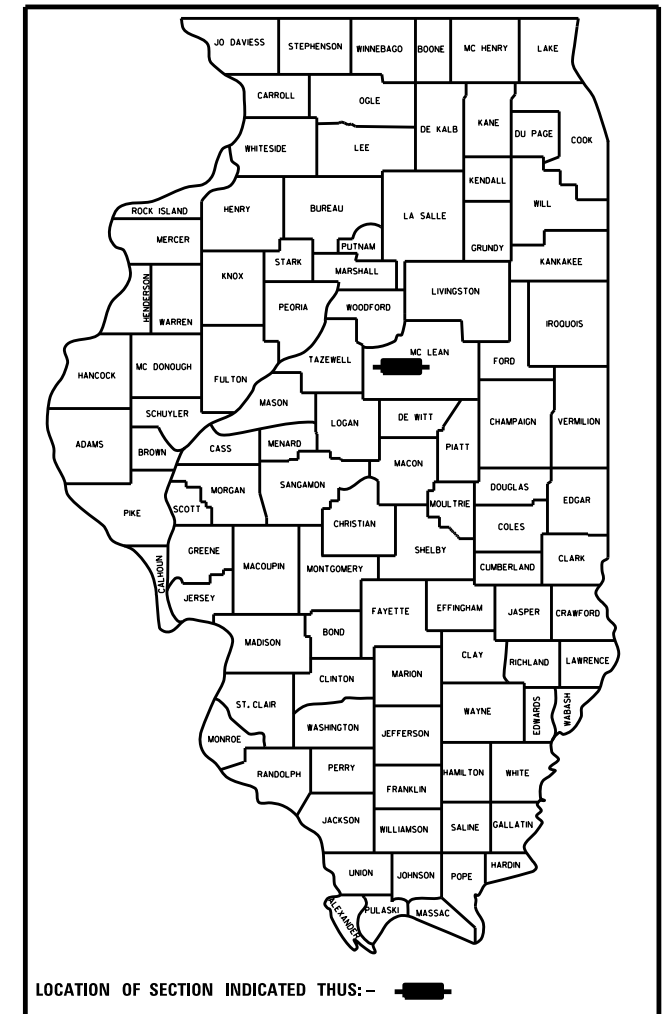 JO DAVIESS
STEPHENSON
WINNEBAGO
BOONE
MC HENRY
LAKE
CARROLL
OGLE
DE KALB
KANE
DU PAGE
COOK
WHITESIDE
LEE
KENDALL
WILL
ROCK ISLAND
HENRY
BUREAU
LA SALLE
GRUNDY
MERCER
PUTNAM
KANKAKEE
STARK
MARSHALL
KNOX
HENDERSON
WARREN
PEORIA
WOODFORD
LIVINGSTON
IROQUOIS
HANCOCK
MC DONOUGH
FULTON
TAZEWELL
MC LEAN
FORD
MASON
SCHUYLER
LOGAN
DE WITT
CHAMPAIGN
VERMILION
ADAMS
BROWN
CASS
MENARD
PIATT
MACON
PIKE
SCOTT
MORGAN
SANGAMON
MOULTRIE
DOUGLAS
EDGAR
CHRISTIAN
COLES
GREENE
CALHOUN
MACOUPIN
MONTGOMERY
SHELBY
CUMBERLAND
CLARK
JERSEY
FAYETTE
EFFINGHAM
JASPER
CRAWFORD
MADISON
BOND
CLAY
RICHLAND
LAWRENCE
CLINTON
MARION
ST. CLAIR
WAYNE
EDWARDS
WABASH
MONROE
WASHINGTON
JEFFERSON
RANDOLPH
PERRY
FRANKLIN
HAMILTON
WHITE
JACKSON
WILLIAMSON
SALINE
GALLATIN
UNION
JOHNSON
POPE
HARDIN
ALEXANDER
PULASKI
MASSAC
LOCATION OF SECTION INDICATED THUS: –